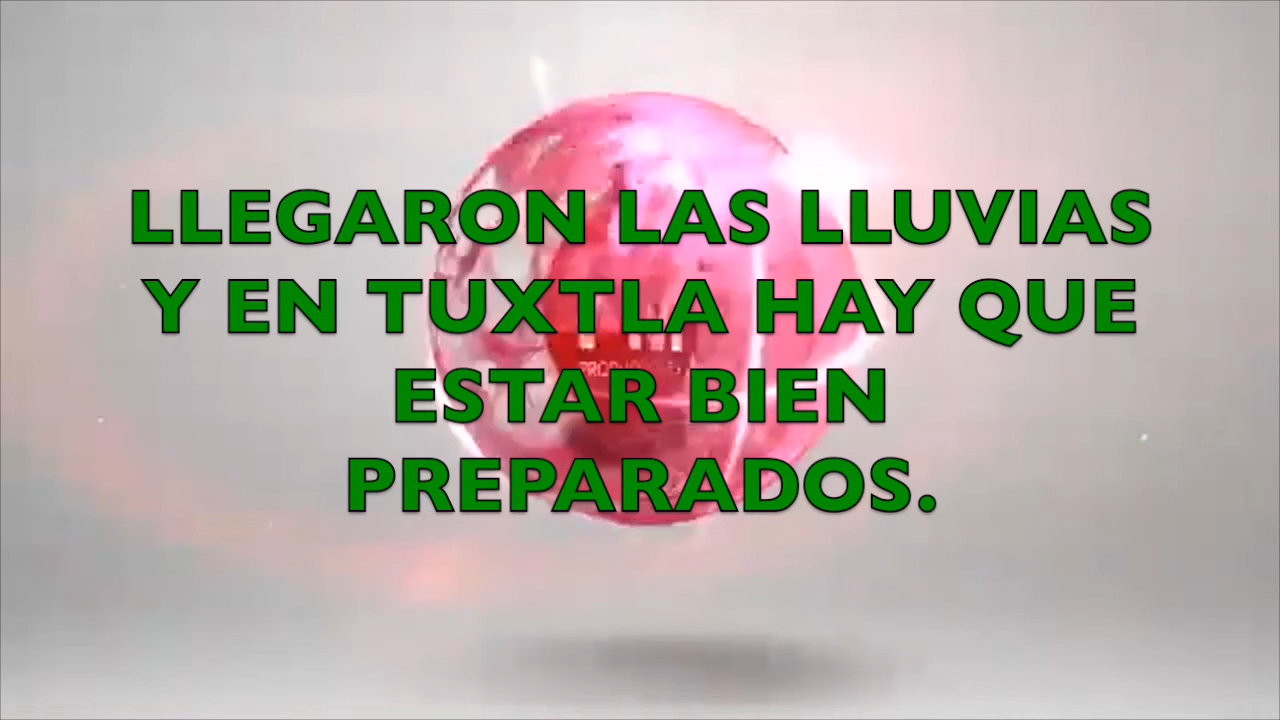 LLEGARON LAS LLUVIAS
Y EN TUXTLA HAY QUE
ESTAR BIEN
PREPARADOS.